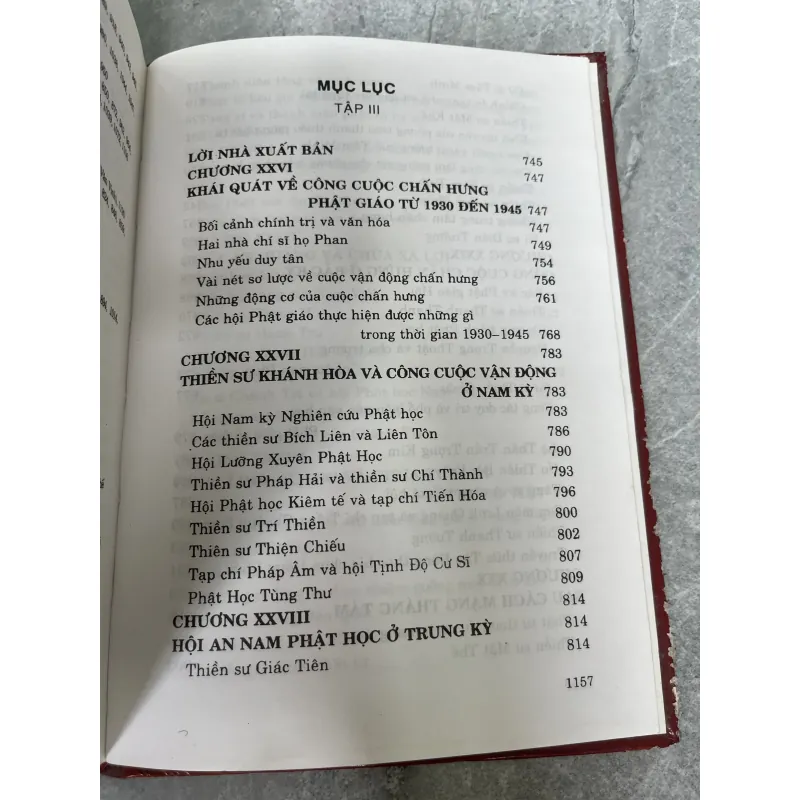 MỤC LỤC
TẬP III
LỜI NHÀ XUẤT BẢN 745
CHƯƠNG XXVI 747
KHÁI QUÁT VỀ CÔNG CUỘC CHẤN HƯNG
PHẬT GIÁO TỪ 1930 ĐẾN 1945 747
Bối cảnh chính trị và văn hóa 747
Hai nhà chí sĩ họ Phan 749
Nhu yếu duy tân 754
Vài nét sơ lược về cuộc vận động chấn hưng 756
Những động cơ của cuộc chấn hưng 761
Các hội Phật giáo thực hiện được những gì
trong thời gian 1930–1945 768
CHƯƠNG XXVII 783
THIỀN SƯ KHÁNH HÒA VÀ CÔNG CUỘC VẬN ĐỘNG
Ở NAM KỲ 783
Hội Nam kỳ Nghiên cứu Phật học 783
Các thiền sư Bích Liên và Liên Tôn 786
Hội Lưỡng Xuyên Phật Học 790
Thiền sư Pháp Hải và thiền sư Chí Thành 793
Hội Phật học Kiêm tế và tạp chí Tiến Hóa 796
Thiền sư Trí Thiền 800
Thiên sư Thiện Chiếu 802
Tạp chí Pháp Âm và hội Tịnh Độ Cư Sĩ 807
Phật Học Tùng Thư 809
CHƯƠNG XXVIII 814
HỘI AN NAM PHẬT HỌC Ở TRUNG KỲ 814
Thiền sư Giác Tiên 814
1157